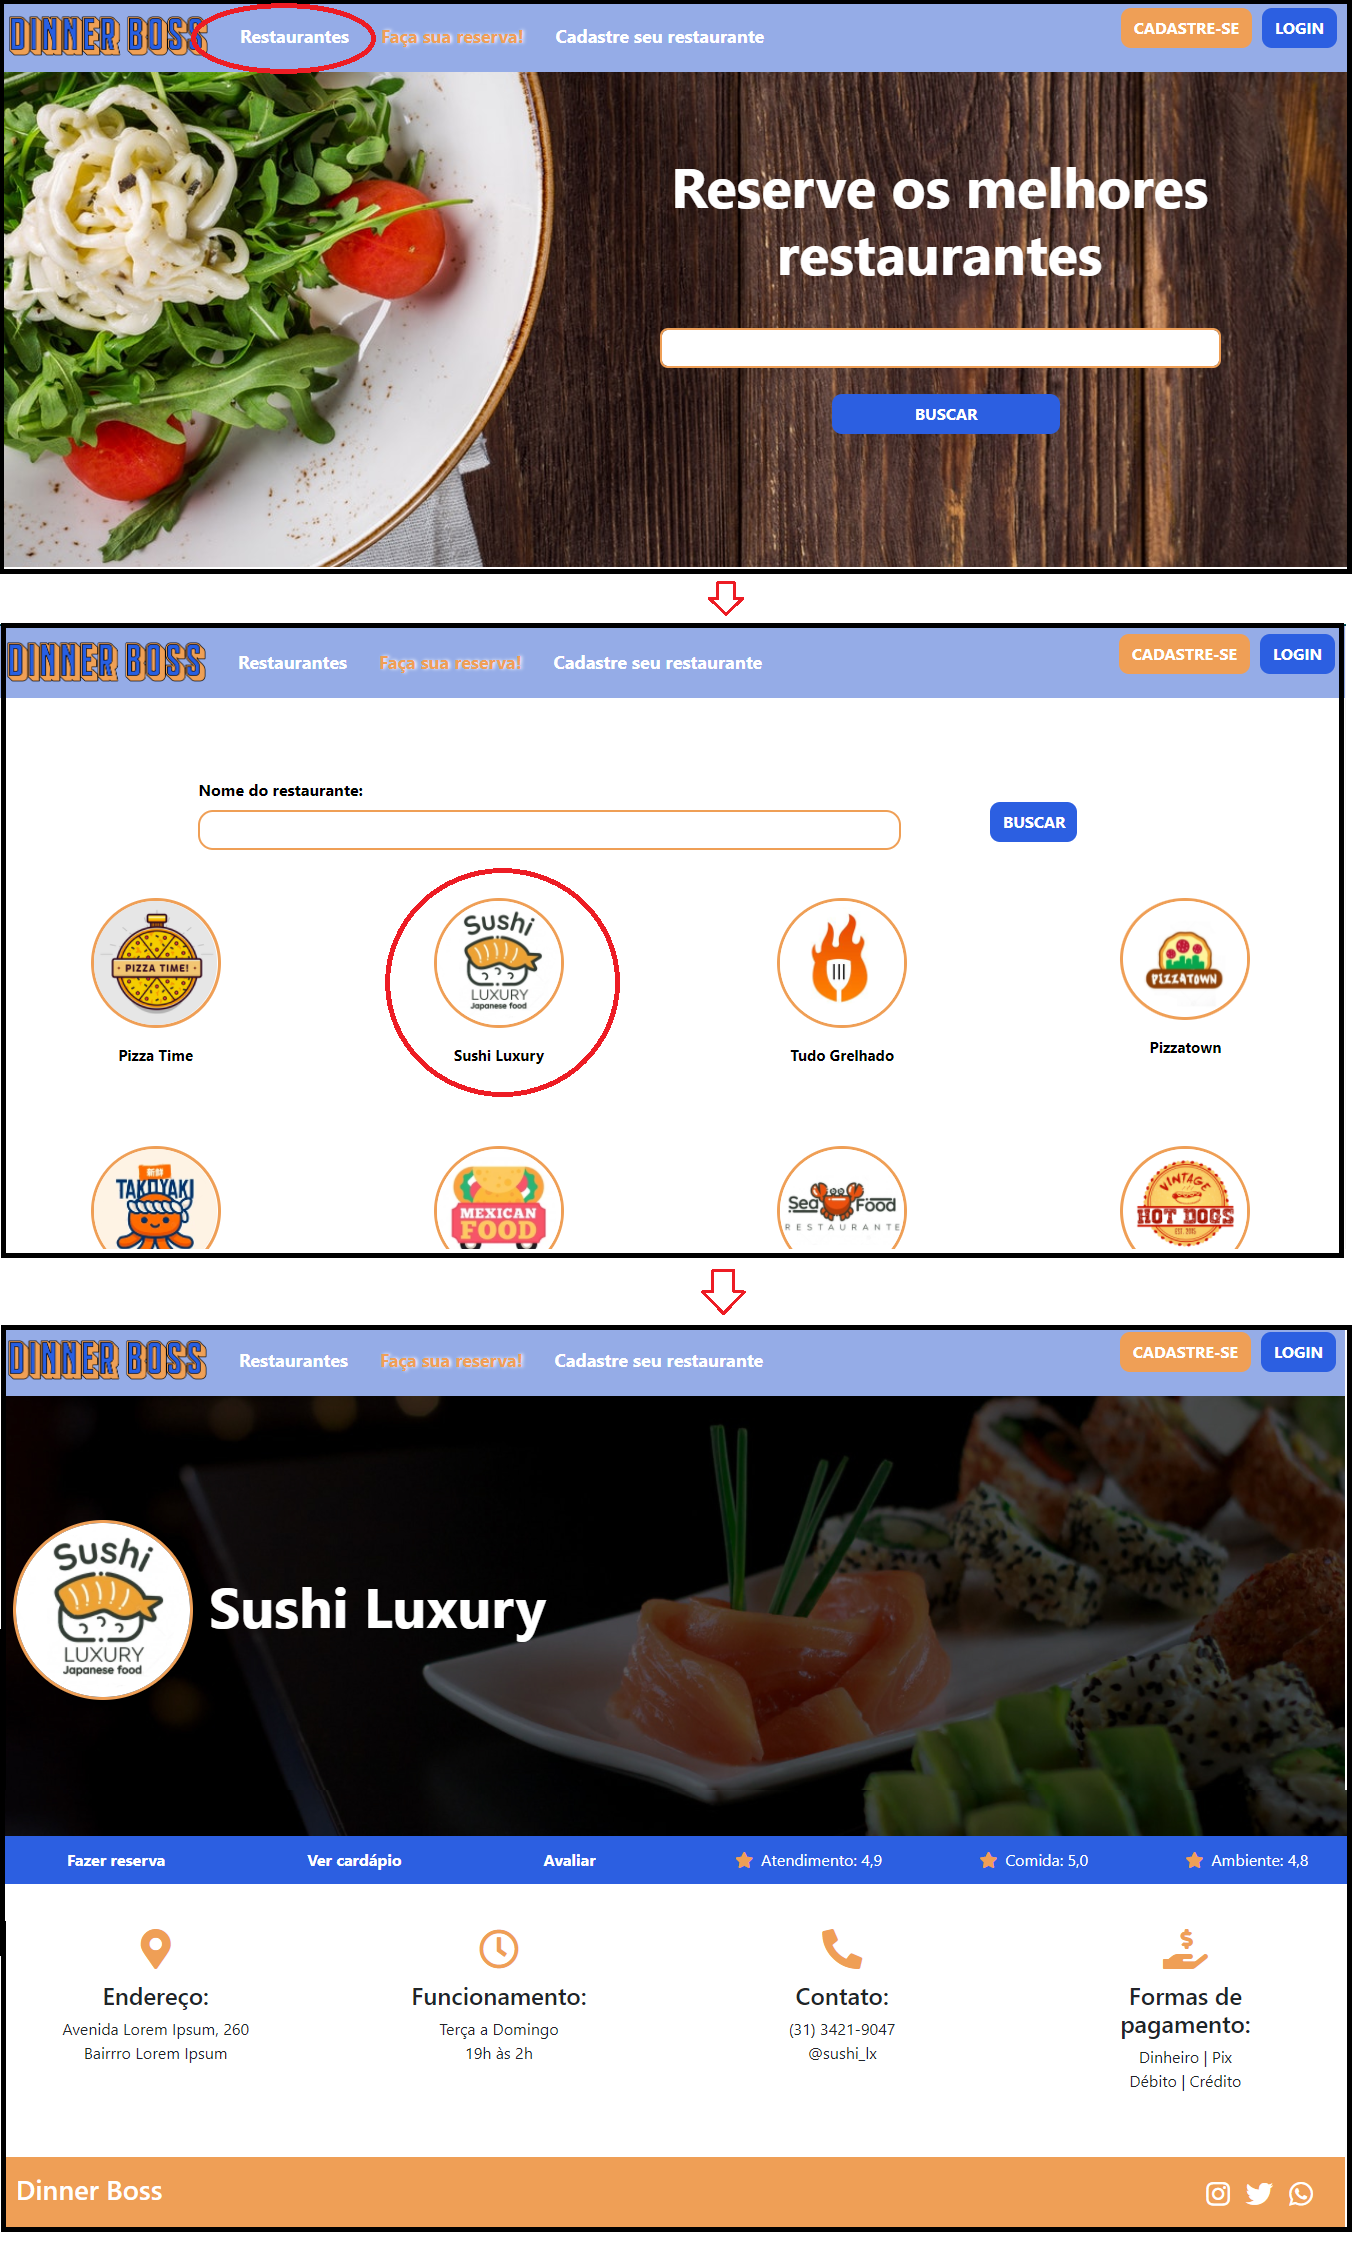 DINNER BOSS
Restaurantes
Faça sua reserva!
Cadastre seu restaurante
CADASTRE-SE
LOGIN
Reserve os melhores
restaurantes
BUSCAR
DINNER BOSS
Restaurantes
Faça sua reserva!
Cadastre seu restaurante
CADASTRE-SE
LOGIN
Nome do restaurante:
BUSCAR
PIZZA TIME!
Pizza Time
Sushi
LUXURY
Japanese food
Sushi Luxury
Tudo Grelhado
PIZZATOWN
Pizzatown
新鮮
TAKOYAKI
MEXICAN
FOOD
Sea Food
RESTAURANTE
VINTAGE
HOT DOGS
EST. 2015
DINNER BOSS
Restaurantes
Faça sua reserva!
Cadastre seu restaurante
CADASTRE-SE
LOGIN
Sushi
LUXURY
Japanese food
Sushi Luxury
Fazer reserva
Ver cardápio
Avaliar
Atendimento: 4,9
Comida: 5,0
Ambiente: 4,8
Endereço:
Avenida Lorem Ipsum, 260
Bairrro Lorem Ipsum
Funcionamento:
Terça a Domingo
19h às 2h
Contato:
(31) 3421-9047
@sushi_lx
Formas de
pagamento:
Dinheiro | Pix
Débito | Crédito
Dinner Boss